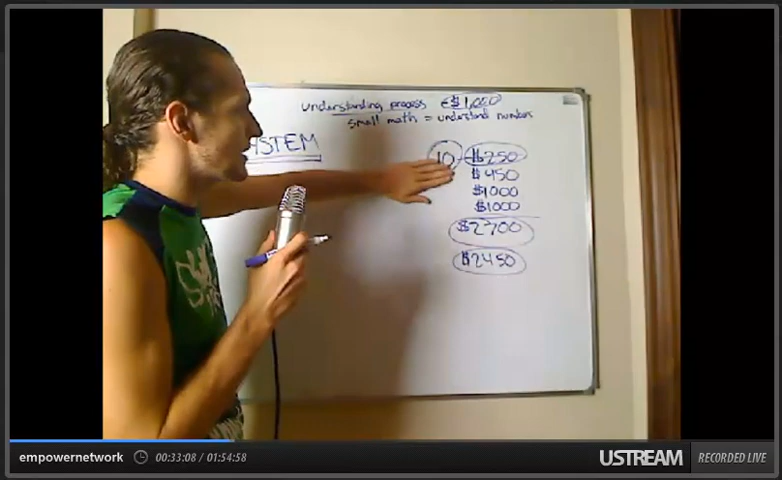 understanding process €$1,000
small math = understand numbers
YSTEM
10 - $250
$450
$1000
$1000
$2700
$2450
empowernetwork
00:33:08 / 01:54:58
USTREAM
RECORDED LIVE